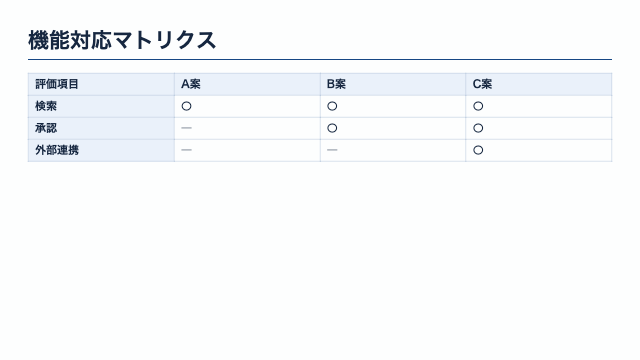 機能対応マトリクス
評価項目 A案 B案 C案
検索 ○ ○ ○
承認 — ○ ○
外部連携 — — ○